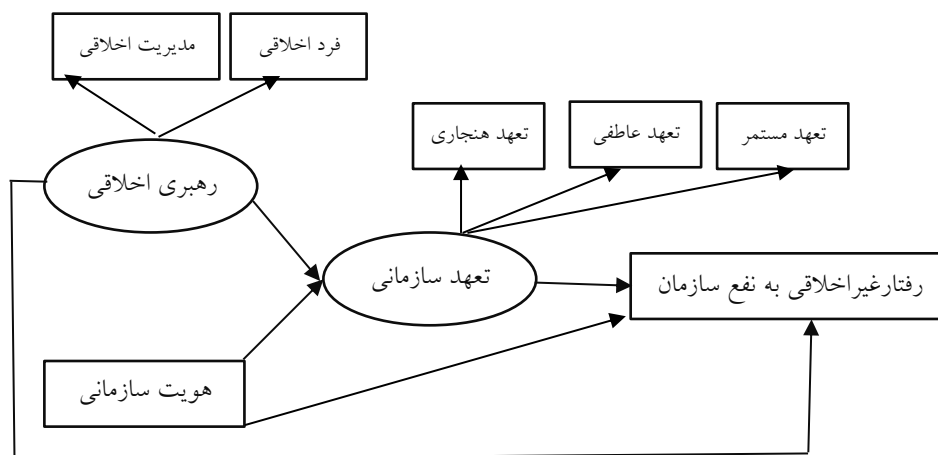 فرد اخلاقی
مدیریت اخلاقی
تعهد مستمر
تعهد عاطفی
تعهد هنجاری
رهبری اخلاقی
تعهد سازمانی
رفتارغیراخلاقی به نفع سازمان
هویت سازمانی